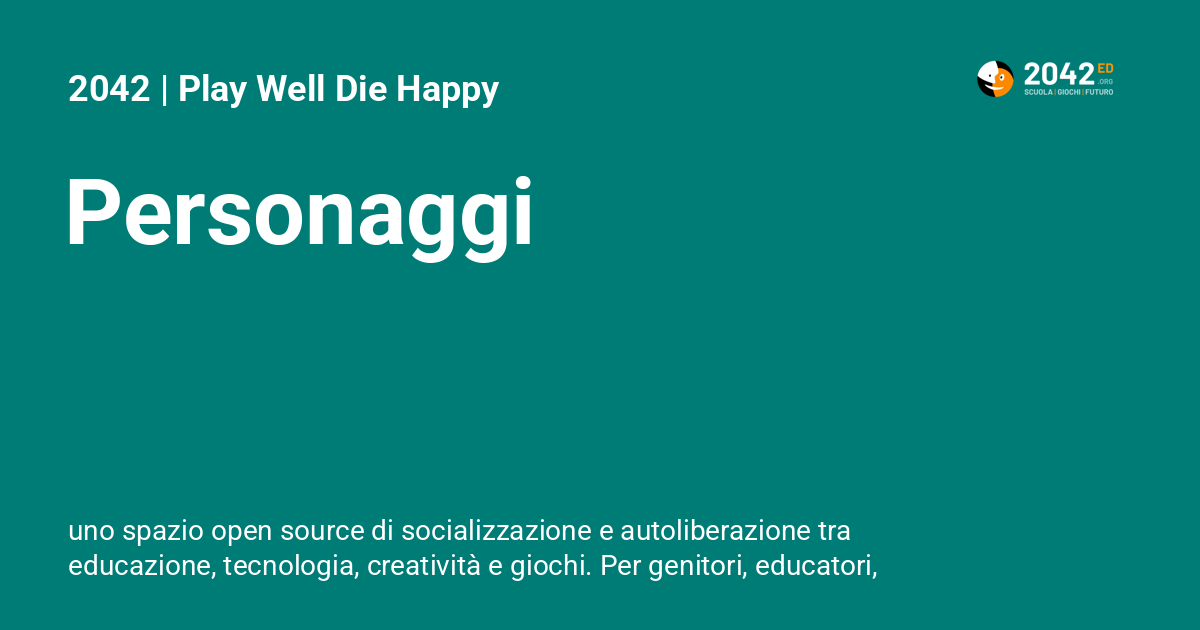 2042 | Play Well Die Happy
2042 ED
.ORG
SCUOLA | GIOCHI | FUTURO
Personaggi
uno spazio open source di socializzazione e autoliberazione tra
educazione, tecnologia, creatività e giochi. Per genitori, educatori,